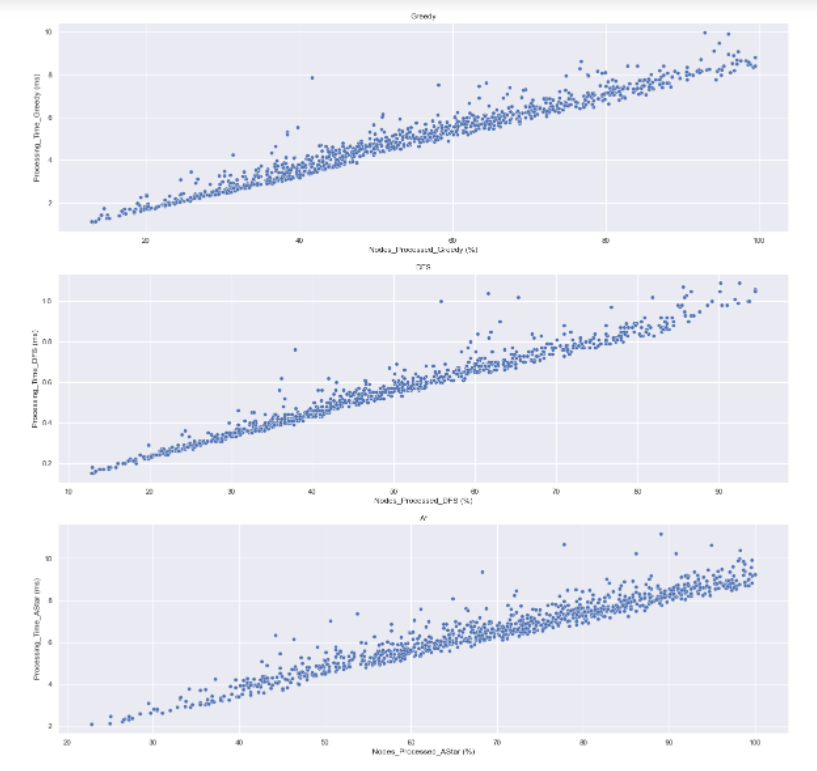 Greedy
10
8
6
4
2
Processing_Time_Greedy (ms)
20 40 60 80 100
Nodes_Processed_Greedy (%)
DFS
1.0
0.8
0.6
0.4
0.2
Processing_Time_DFS (ms)
10 20 30 40 50 60 70 80 90
Nodes_Processed_DFS (%)
A*
10
8
6
4
2
Processing_Time_AStar (ms)
20 30 40 50 60 70 80 90 100
Nodes_Processed_AStar (%)